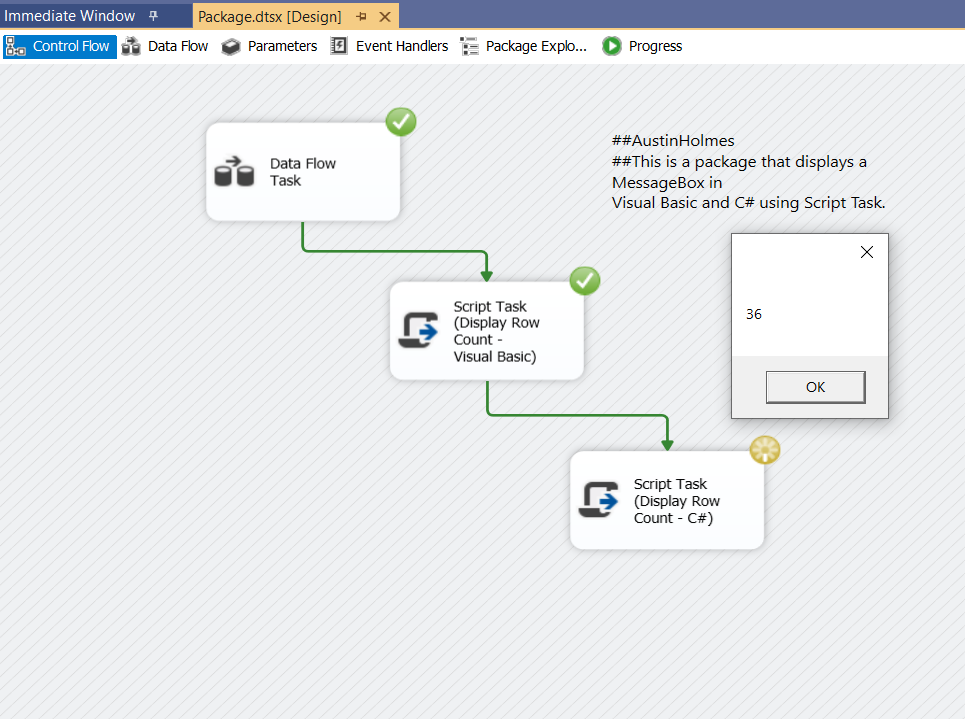 Immediate Window
Package.dtsx [Design]
Control Flow
Data Flow
Parameters
Event Handlers
Package Explo...
Progress
Data Flow
Task
##AustinHolmes
##This is a package that displays a
MessageBox in
Visual Basic and C# using Script Task.
36
OK
Script Task
(Display Row
Count -
Visual Basic)
Script Task
(Display Row
Count - C#)